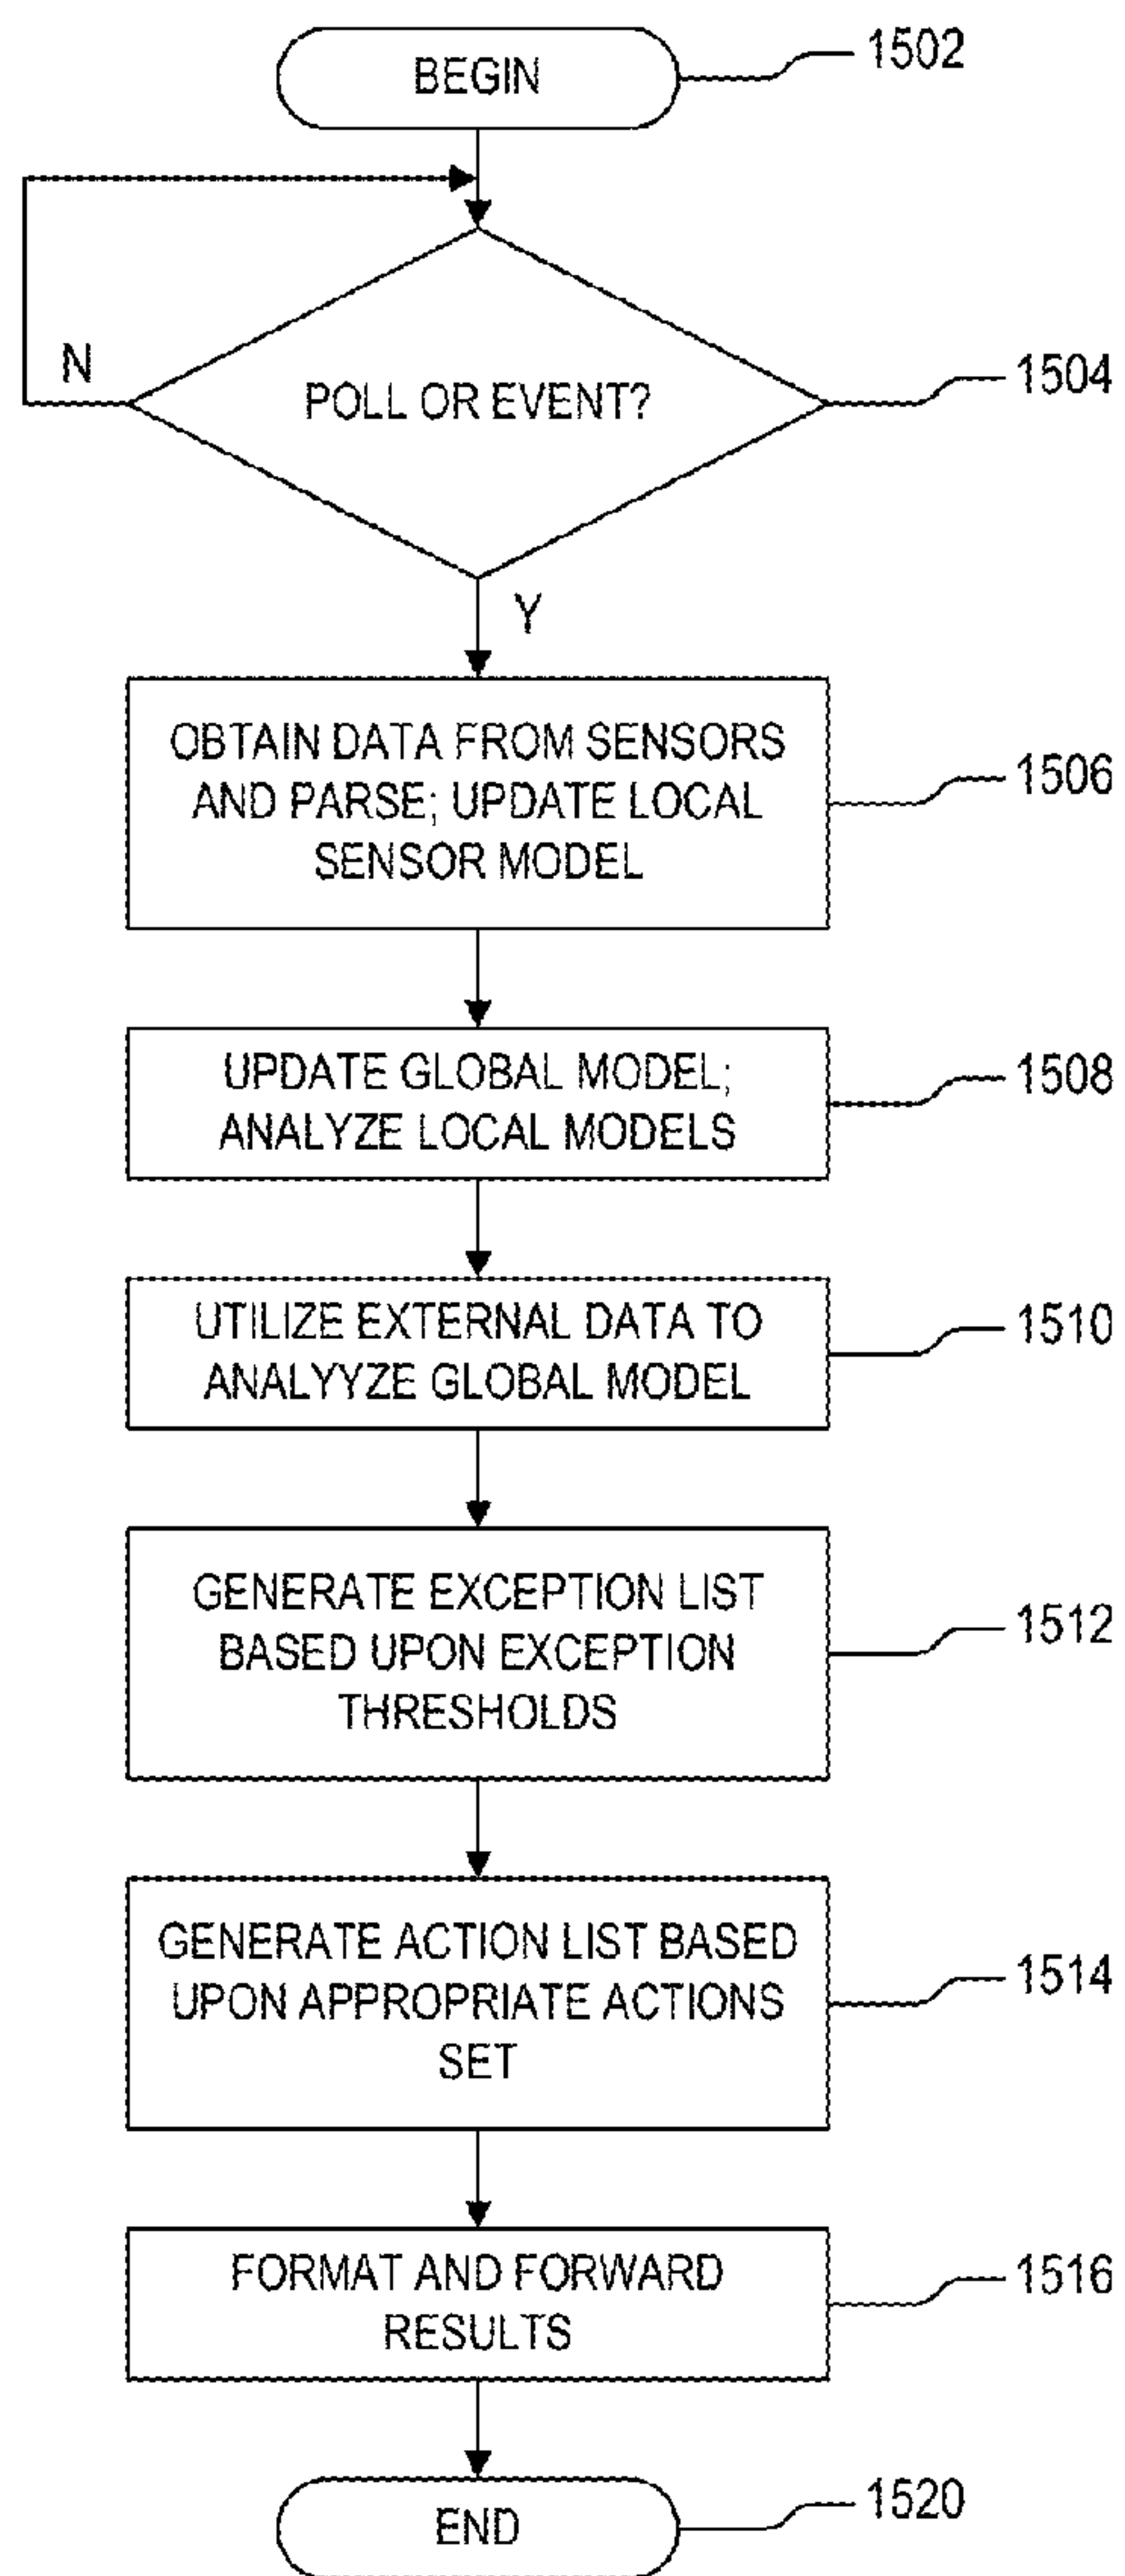 BEGIN
1502
N
POLL OR EVENT?
1504
Y
OBTAIN DATA FROM SENSORS
AND PARSE; UPDATE LOCAL
SENSOR MODEL
1506
UPDATE GLOBAL MODEL;
ANALYZE LOCAL MODELS
1508
UTILIZE EXTERNAL DATA TO
ANALYYZE GLOBAL MODEL
1510
GENERATE EXCEPTION LIST
BASED UPON EXCEPTION
THRESHOLDS
1512
GENERATE ACTION LIST BASED
UPON APPROPRIATE ACTIONS
SET
1514
FORMAT AND FORWARD
RESULTS
1516
END
1520